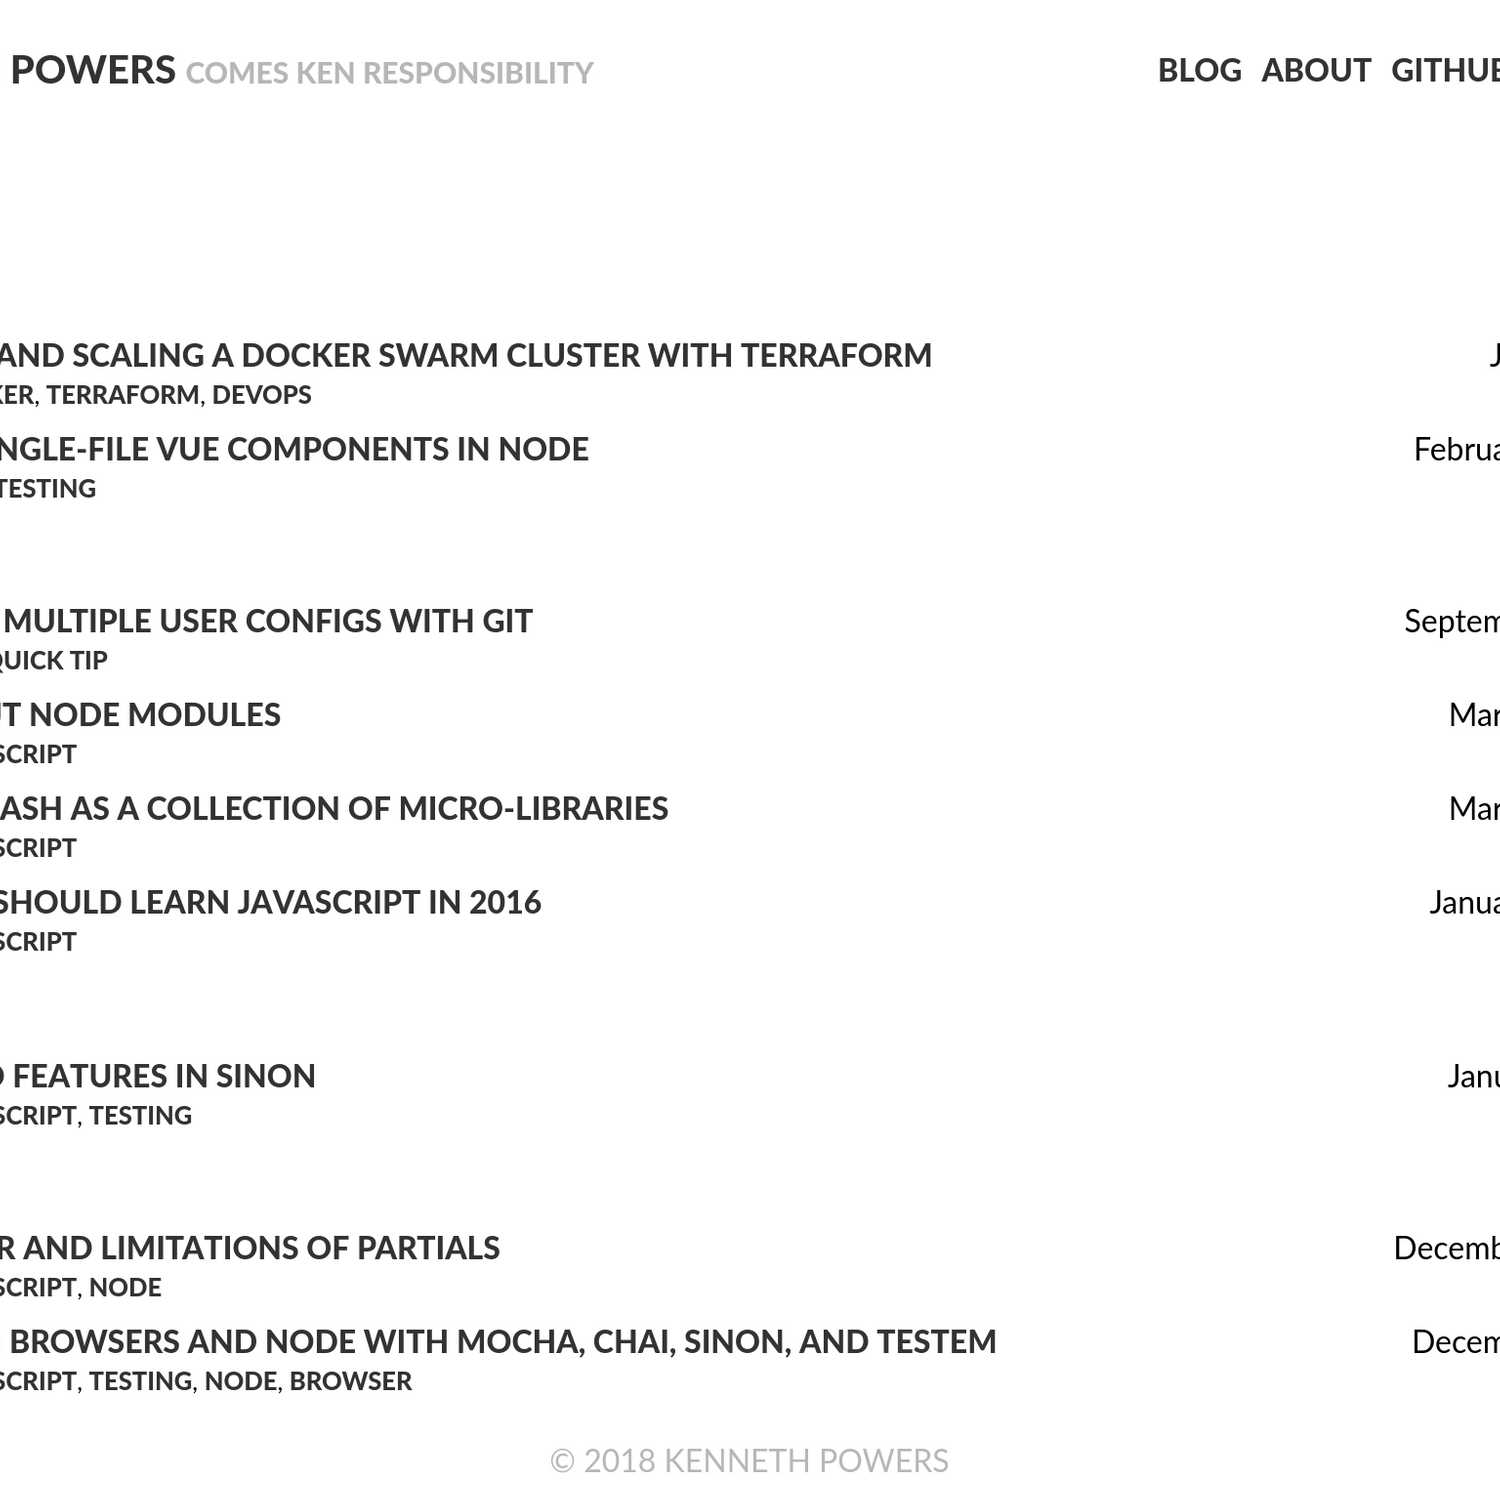 POWERS COMES KEN RESPONSIBILITY BLOG ABOUT GITHUB
AND SCALING A DOCKER SWARM CLUSTER WITH TERRAFORM J
KER, TERRAFORM, DEVOPS
NGLE-FILE VUE COMPONENTS IN NODE Februa
TESTING
MULTIPLE USER CONFIGS WITH GIT Septem
QUICK TIP
UT NODE MODULES Mar
SCRIPT
ASH AS A COLLECTION OF MICRO-LIBRARIES Mar
SCRIPT
SHOULD LEARN JAVASCRIPT IN 2016 Janua
SCRIPT
FEATURES IN SINON Janu
SCRIPT, TESTING
R AND LIMITATIONS OF PARTIALS Decemb
SCRIPT, NODE
BROWSERS AND NODE WITH MOCHA, CHAI, SINON, AND TESTEM Decem
SCRIPT, TESTING, NODE, BROWSER
© 2018 KENNETH POWERS